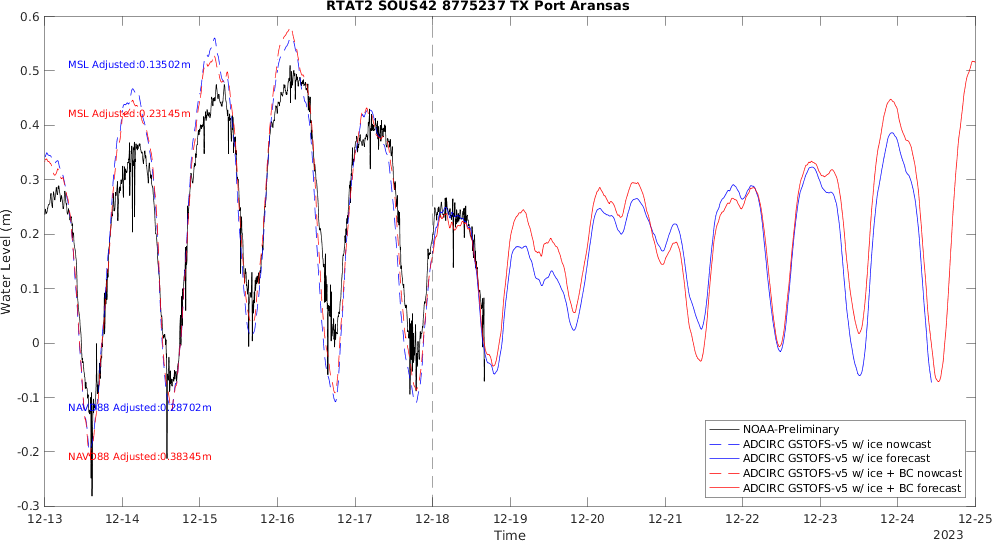 RTAT2 SOUS42 8775237 TX Port Aransas
0.6
0.5
0.4
0.3
0.2
0.1
0
-0.1
-0.2
-0.3
Water Level (m)
MSL Adjusted:0.13502m
MSL Adjusted:0.23145m
NAVD88 Adjusted:0.28702m
NAVD88 Adjusted:0.38345m
NOAA-Preliminary
ADCIRC GSTOFS-v5 w/ ice nowcast
ADCIRC GSTOFS-v5 w/ ice forecast
ADCIRC GSTOFS-v5 w/ ice + BC nowcast
ADCIRC GSTOFS-v5 w/ ice + BC forecast
12-13 12-14 12-15 12-16 12-17 12-18 12-19 12-20 12-21 12-22 12-23 12-24 12-25
Time
2023